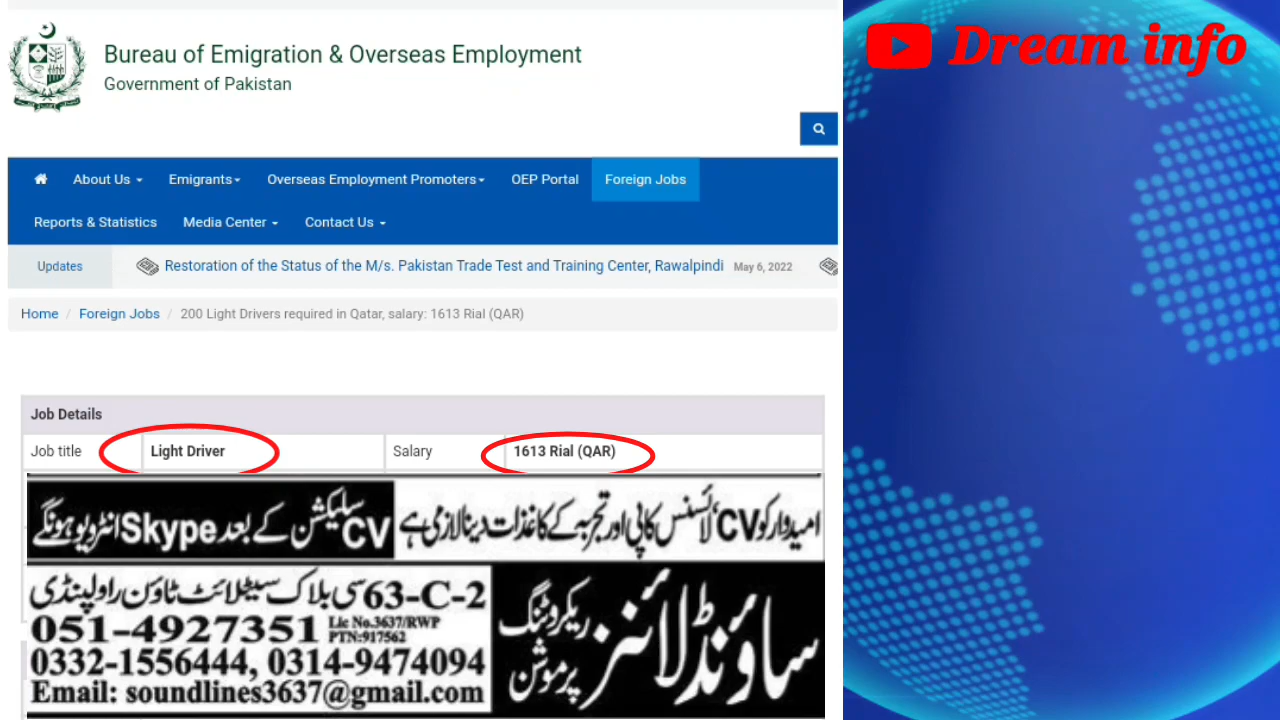 Dream info
Bureau of Emigration & Overseas Employment
Government of Pakistan
About Us Emigrants Overseas Employment Promoters OEP Portal Foreign Jobs
Reports & Statistics Media Center Contact Us
Updates Restoration of the Status of the M/s. Pakistan Trade Test and Training Center, Rawalpindi May 6, 2022
Home / Foreign Jobs / 200 Light Drivers required in Qatar, salary: 1613 Rial (QAR)
Job Details
Job title Light Driver Salary 1613 Rial (QAR)
امیدوار کو CV، لائسنس کاپی اور تجربہ کے کاغذات دینا لازمی ہے CV سلیکشن کے بعد Skype انٹرویو ہونگے
ساونڈ لائنز ریکروٹنگ پرموشن
63-C-2 سی بلاک سیٹلائٹ ٹاؤن راولپنڈی
051-4927351 Lic No.3637/RWP
PTN:917562
0332-1556444, 0314-9474094
Email: soundlines3637@gmail.com